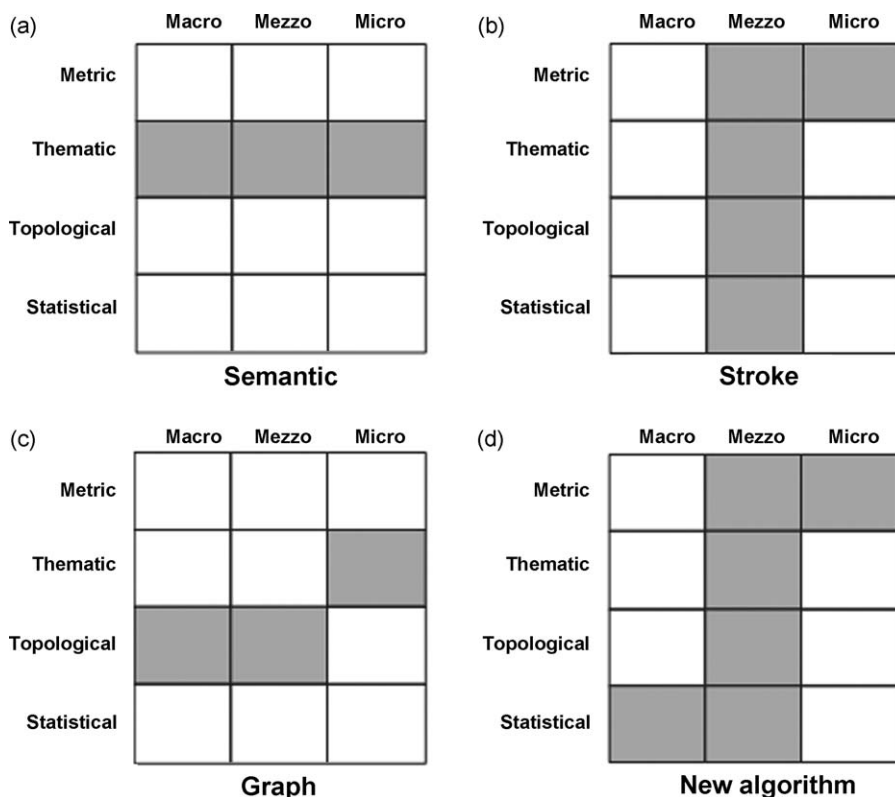 (a) Macro Mezzo Micro
Metric
Thematic
Topological
Statistical
Semantic
(b) Macro Mezzo Micro
Metric
Thematic
Topological
Statistical
Stroke
(c) Macro Mezzo Micro
Metric
Thematic
Topological
Statistical
Graph
(d) Macro Mezzo Micro
Metric
Thematic
Topological
Statistical
New algorithm